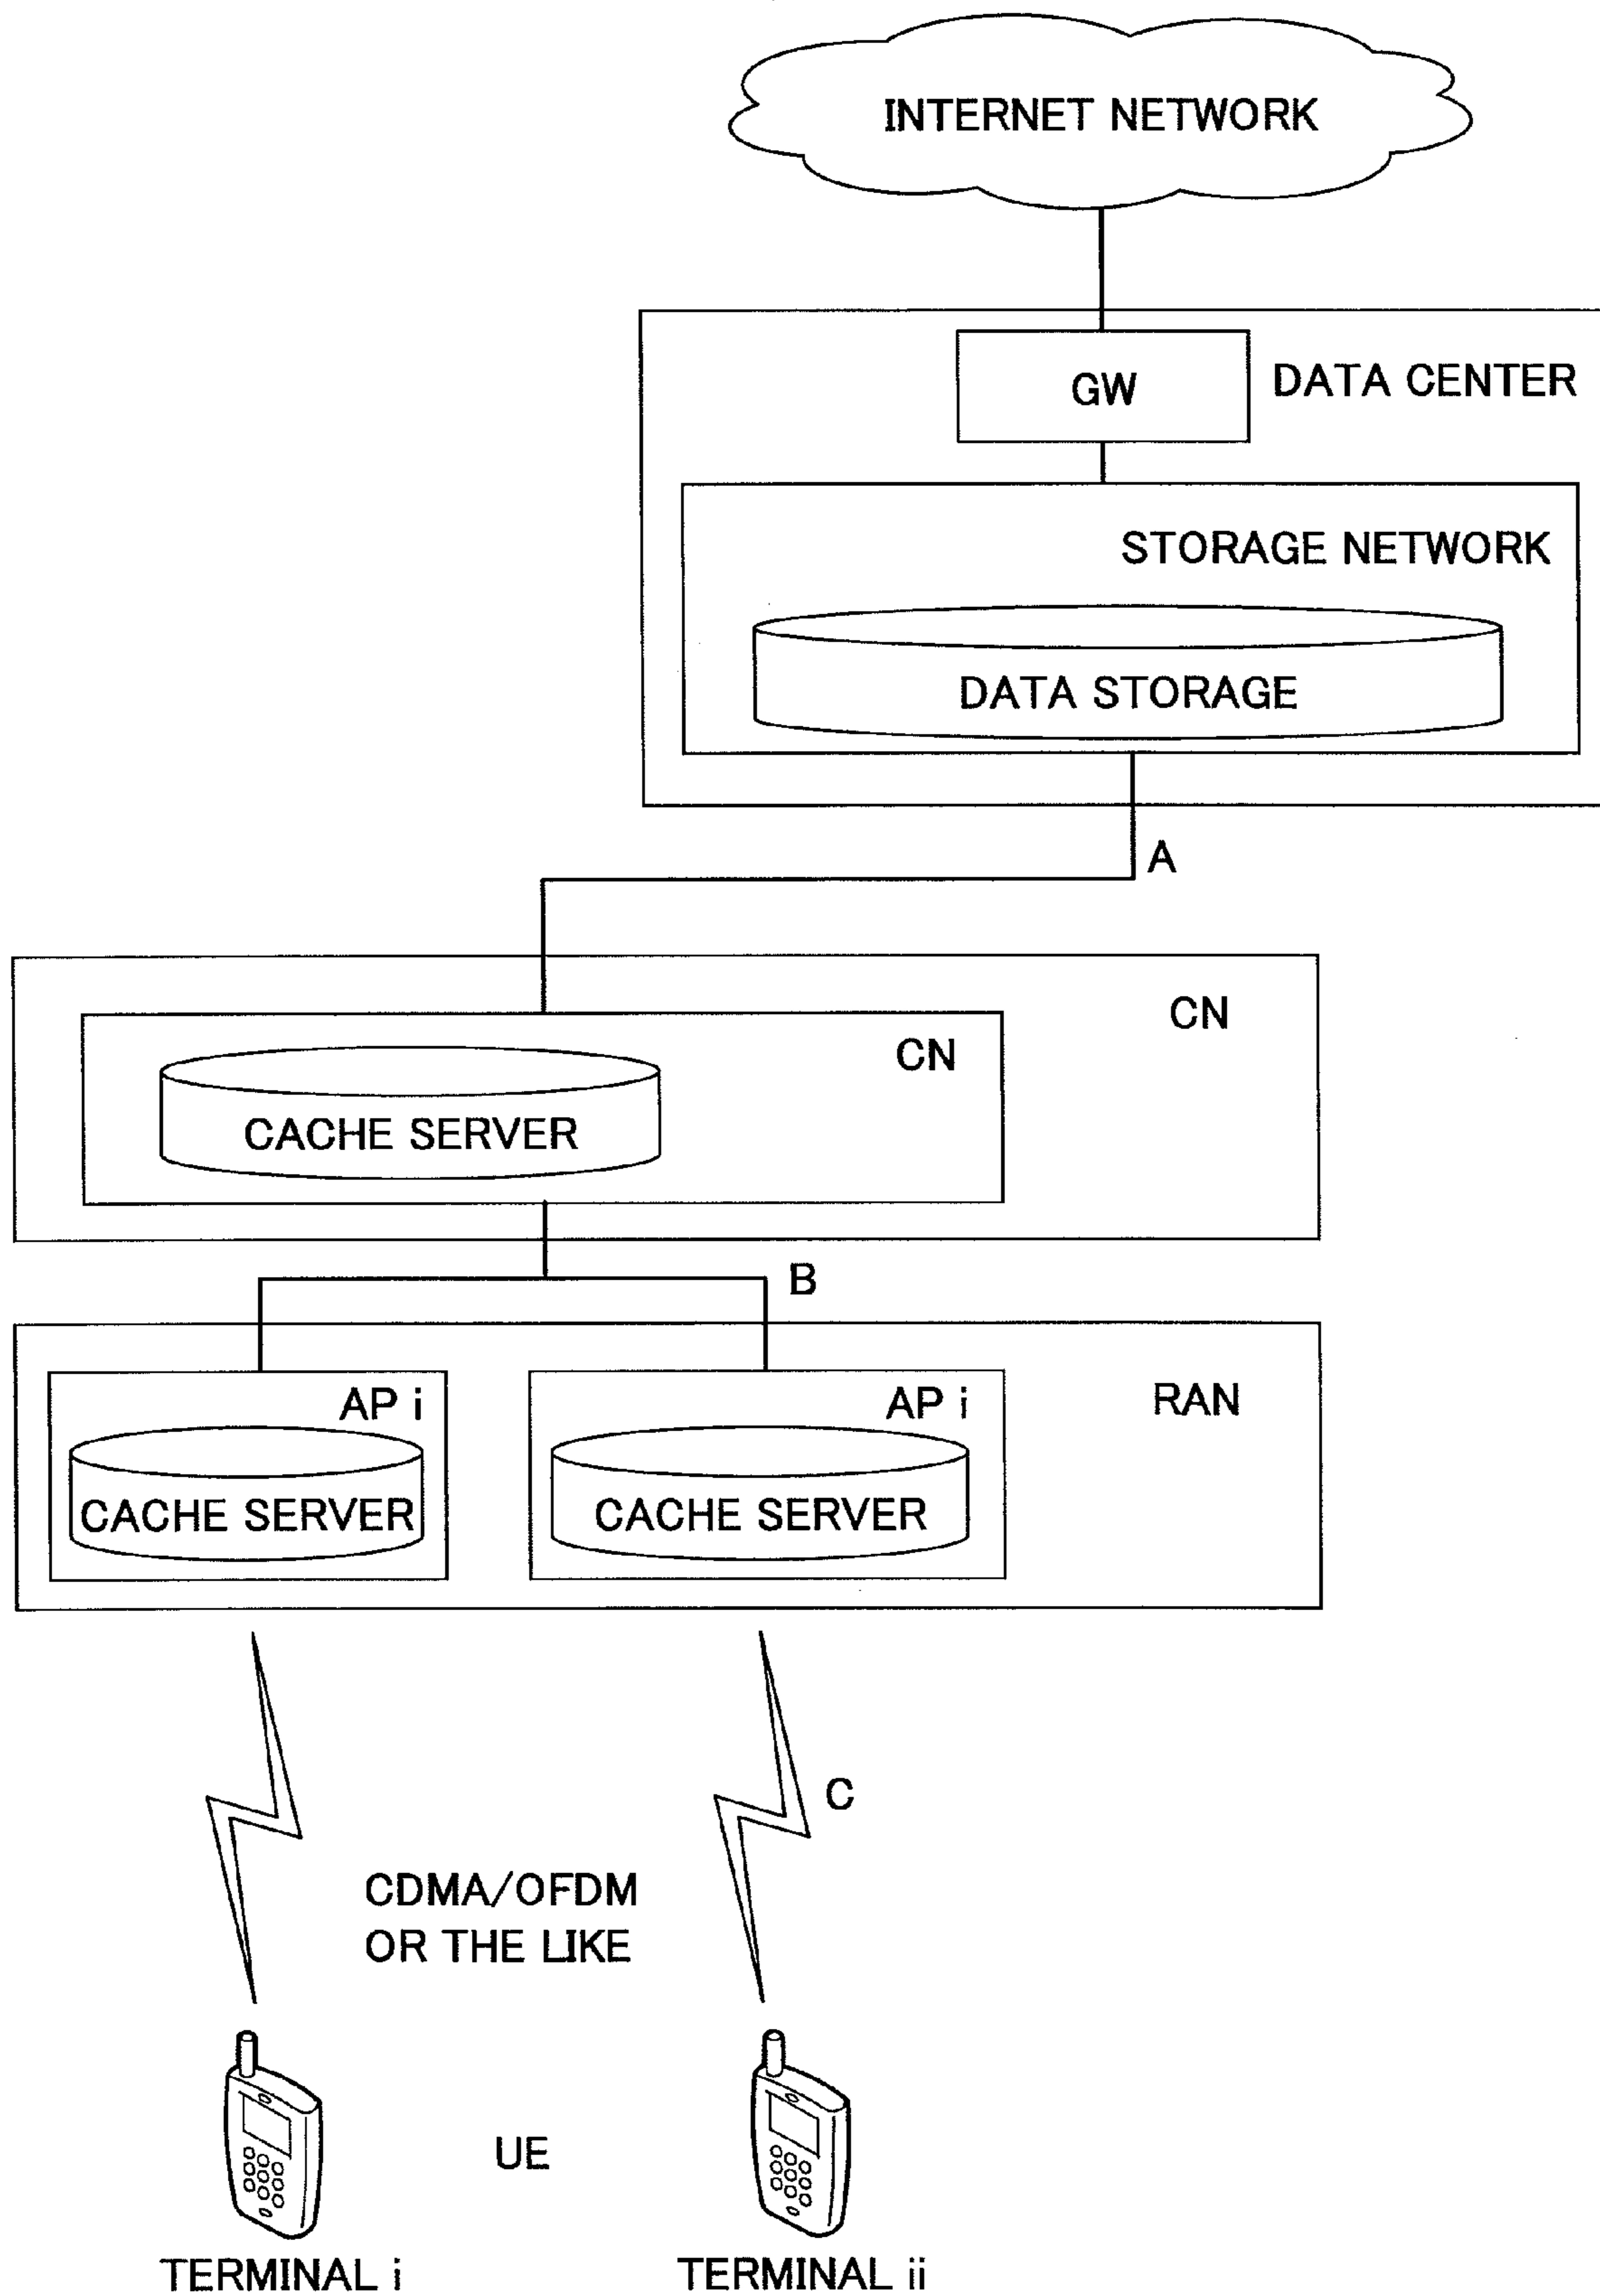 INTERNET NETWORK
GW
DATA CENTER
STORAGE NETWORK
DATA STORAGE
A
CN
CN
CACHE SERVER
B
AP i
AP i
RAN
CACHE SERVER
CACHE SERVER
C
CDMA/OFDM
OR THE LIKE
UE
TERMINAL i
TERMINAL ii